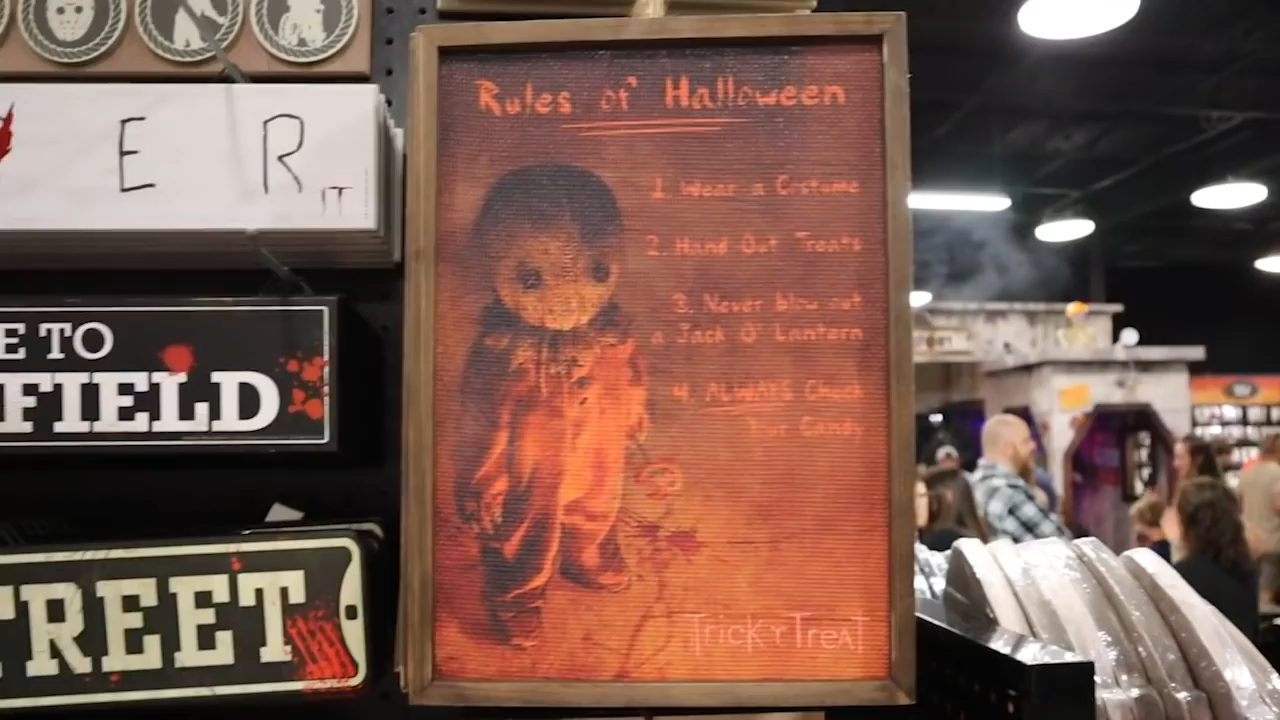 Rules of Halloween
1. Wear a Costume
2. Hand Out Treats
3. Never blow out
a Jack O' Lantern
4. ALWAYS Check
Your Candy
Trick 'r Treat
E R
IT
E TO
FIELD
TREET